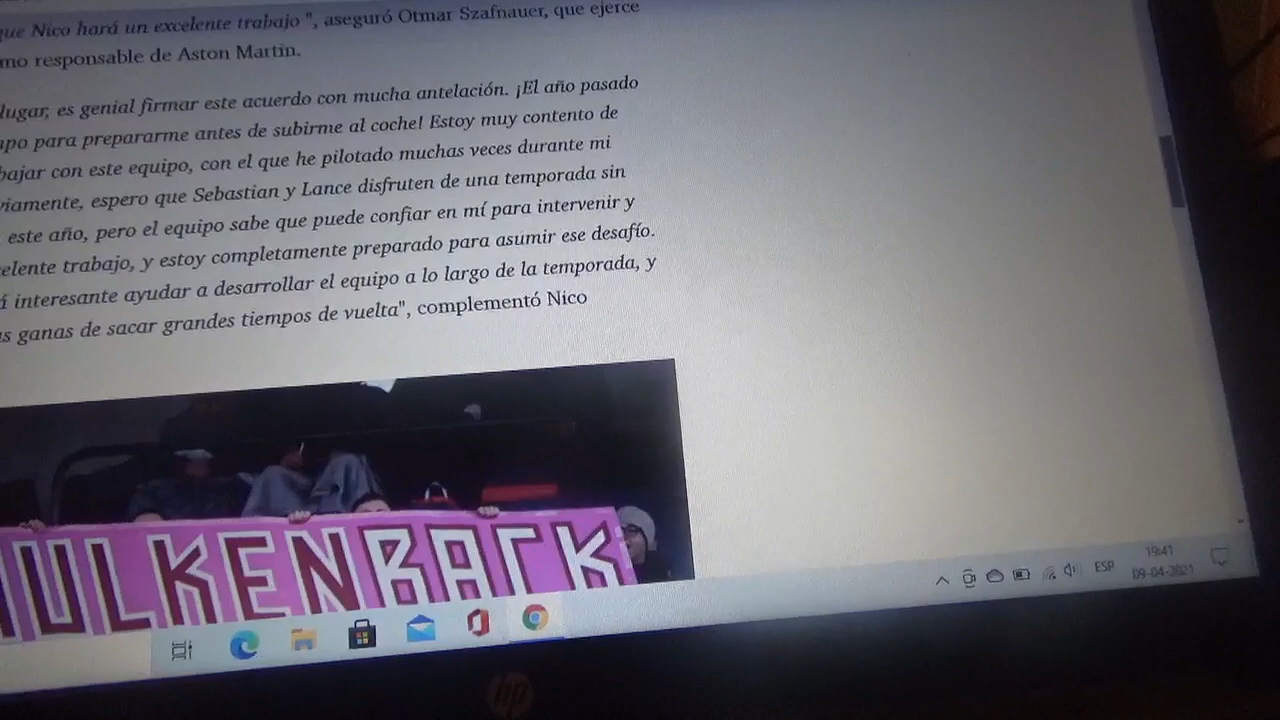 que Nico hará un excelente trabajo ", aseguró Otmar Szafnauer, que ejerce
mo responsable de Aston Martin.
lugar, es genial firmar este acuerdo con mucha antelación. ¡El año pasado
mpo para prepararme antes de subirme al coche! Estoy muy contento de
bajar con este equipo, con el que he pilotado muchas veces durante mi
viamente, espero que Sebastian y Lance disfruten de una temporada sin
este año, pero el equipo sabe que puede confiar en mí para intervenir y
elente trabajo, y estoy completamente preparado para asumir ese desafío.
á interesante ayudar a desarrollar el equipo a lo largo de la temporada, y
as ganas de sacar grandes tiempos de vuelta", complementó Nico
ULKENBACK
ESP
19:41
09-04-2021
hp